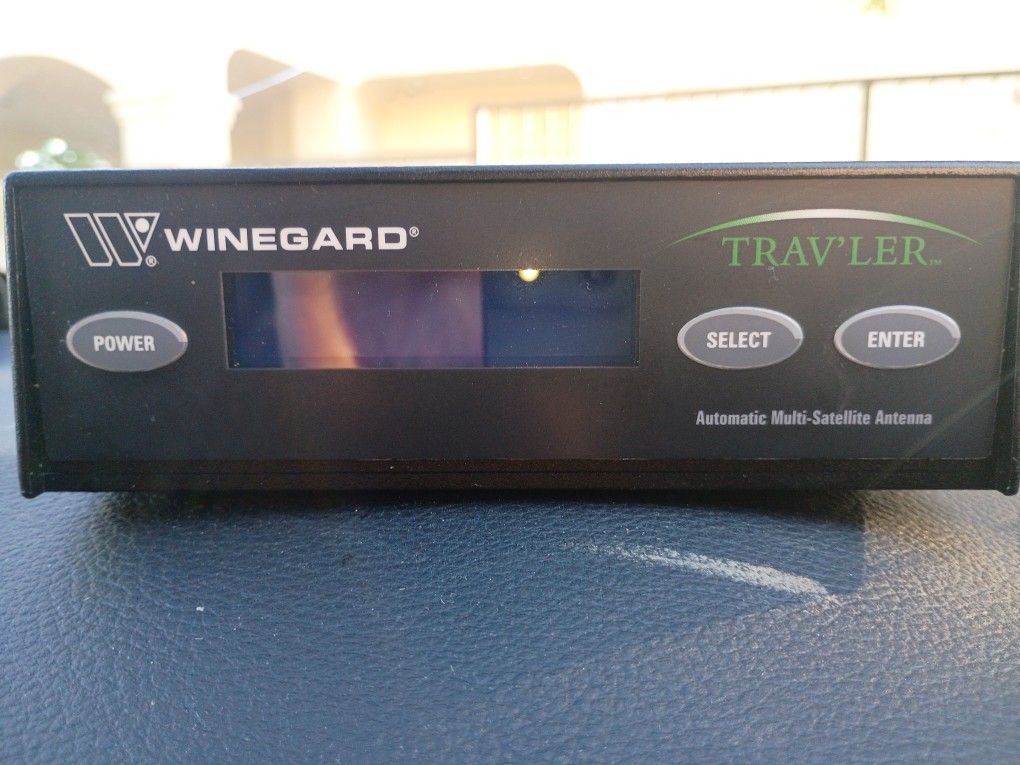 WINEGARD®
TRAV'LER™
POWER
SELECT
ENTER
Automatic Multi-Satellite Antenna